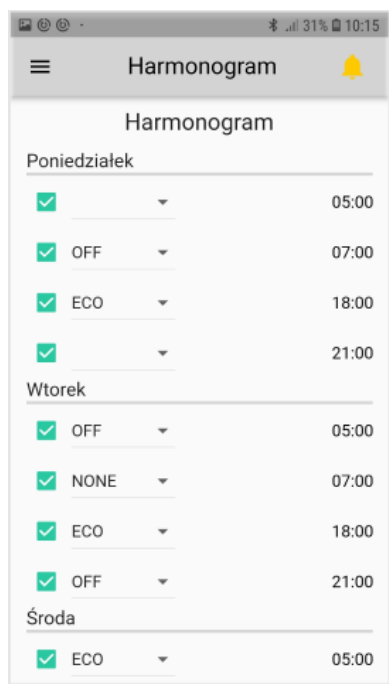 31% 10:15
Harmonogram
Harmonogram
Poniedziałek
05:00
OFF 07:00
ECO 18:00
21:00
Wtorek
OFF 05:00
NONE 07:00
ECO 18:00
OFF 21:00
Środa
ECO 05:00